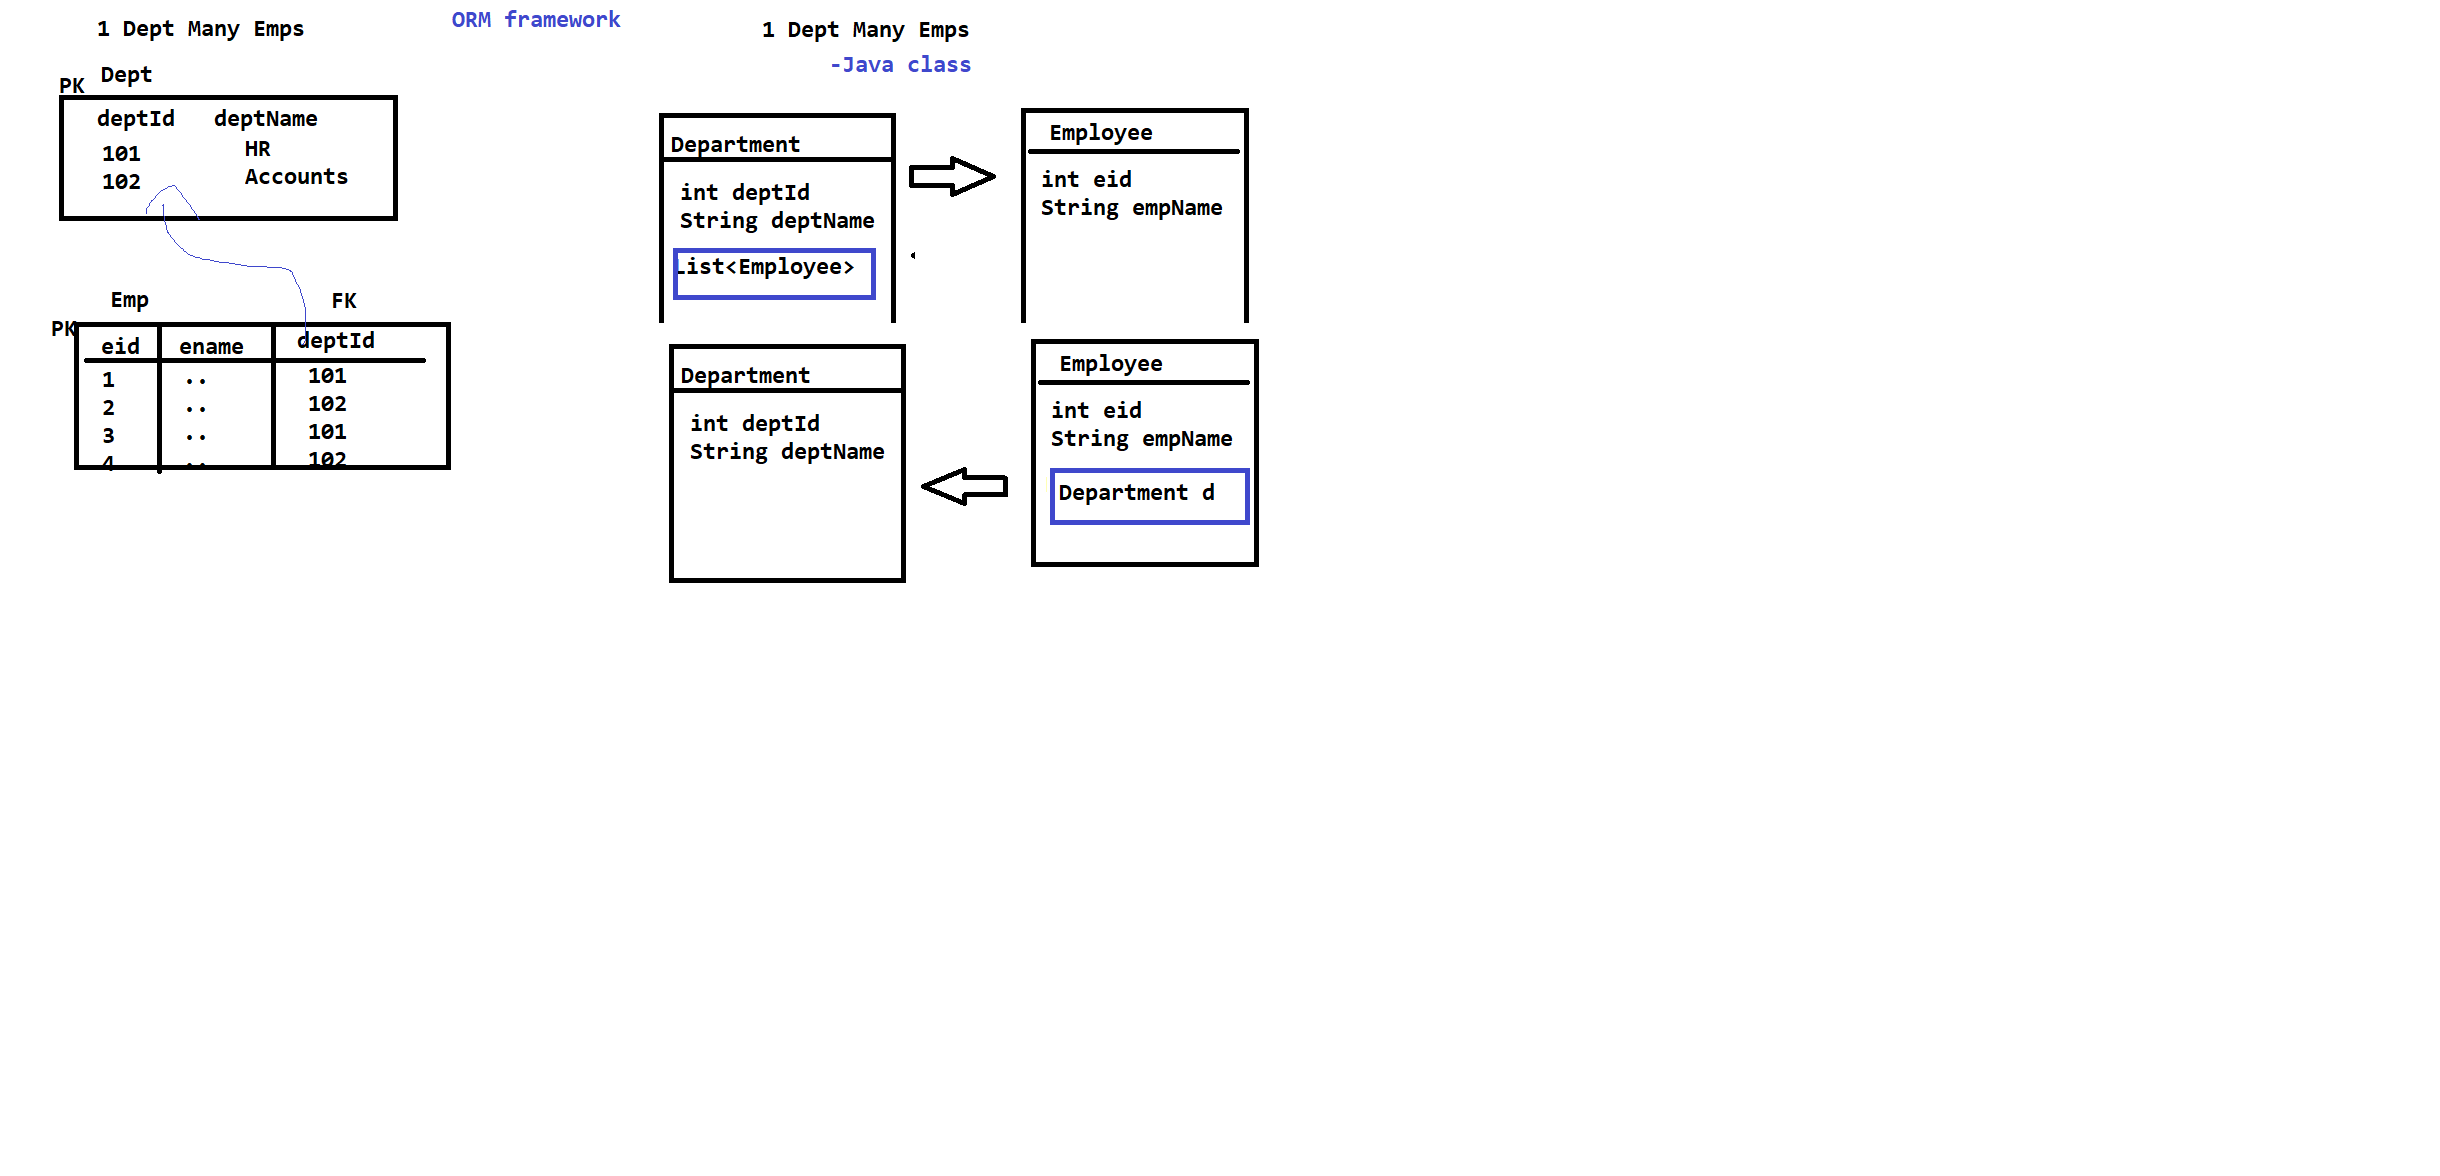 1 Dept Many Emps
ORM framework
1 Dept Many Emps
-Java class
PK
Dept
deptId deptName
101 HR
102 Accounts
Emp
FK
PK
eid ename deptId
1 .. 101
2 .. 102
3 .. 101
4 .. 102
Department
int deptId
String deptName
List<Employee>
Employee
int eid
String empName
Department
int deptId
String deptName
Employee
int eid
String empName
Department d